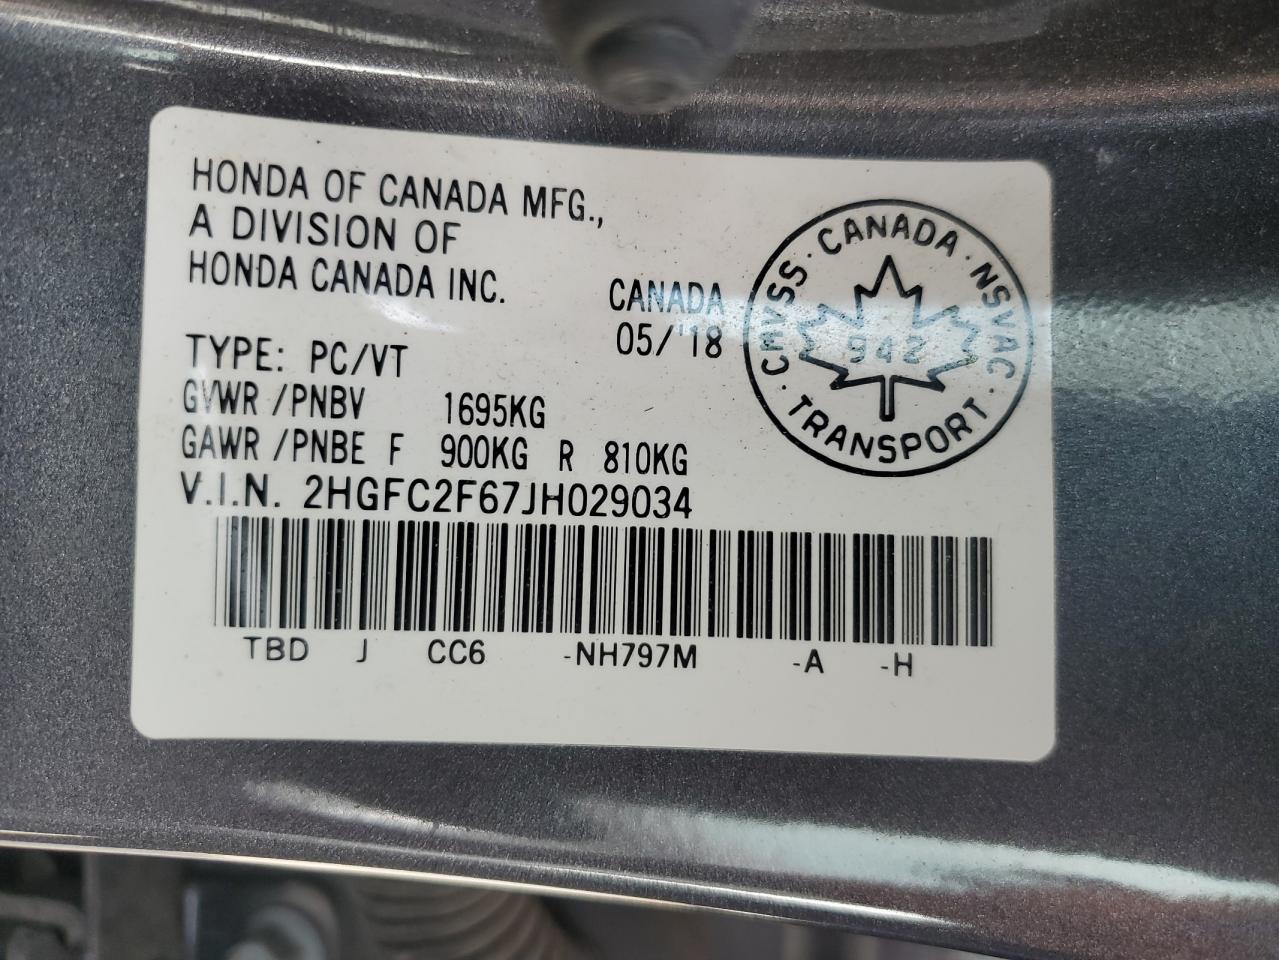 HONDA OF CANADA MFG.,
A DIVISION OF
HONDA CANADA INC.
CANADA
05/'18
CMVSS · CANADA · NSVAC · TRANSPORT ·
942
TYPE: PC/VT
GVWR /PNBV 1695KG
GAWR /PNBE F 900KG R 810KG
V.I.N. 2HGFC2F67JH029034
TBD J CC6 -NH797M -A -H